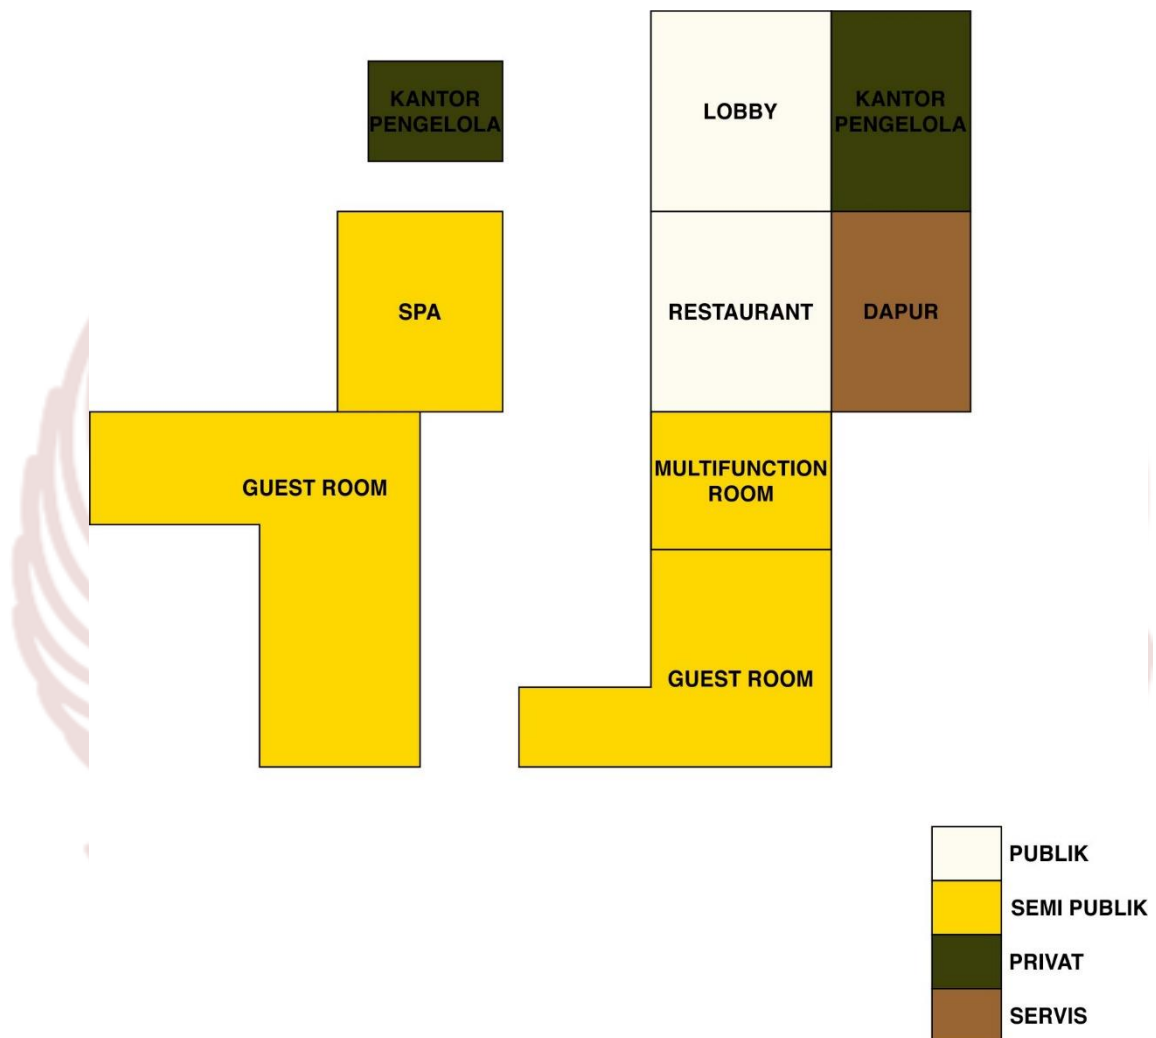 KANTOR
PENGELOLA
LOBBY
KANTOR
PENGELOLA
SPA
RESTAURANT
DAPUR
GUEST ROOM
MULTIFUNCTION
ROOM
GUEST ROOM
PUBLIK
SEMI PUBLIK
PRIVAT
SERVIS